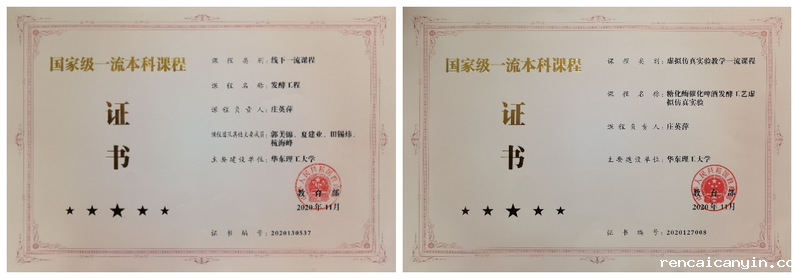 国家级一流本科课程
证
书
课程类别：线下一流课程
课程名称：发酵工程
课程负责人：庄英萍
课程团队其他主要成员：郭美锦、夏建业、田锡炜、
杭海峰
主要建设单位：华东理工大学
教育部
2020年11月
证书编号：2020130537
国家级一流本科课程
证
书
课程类别：虚拟仿真实验教学一流课程
课程名称：糖化酶催化啤酒发酵工艺虚
拟仿真实验
课程负责人：庄英萍
主要建设单位：华东理工大学
教育部
2020年11月
证书编号：2020127008
rencaicanyin.co